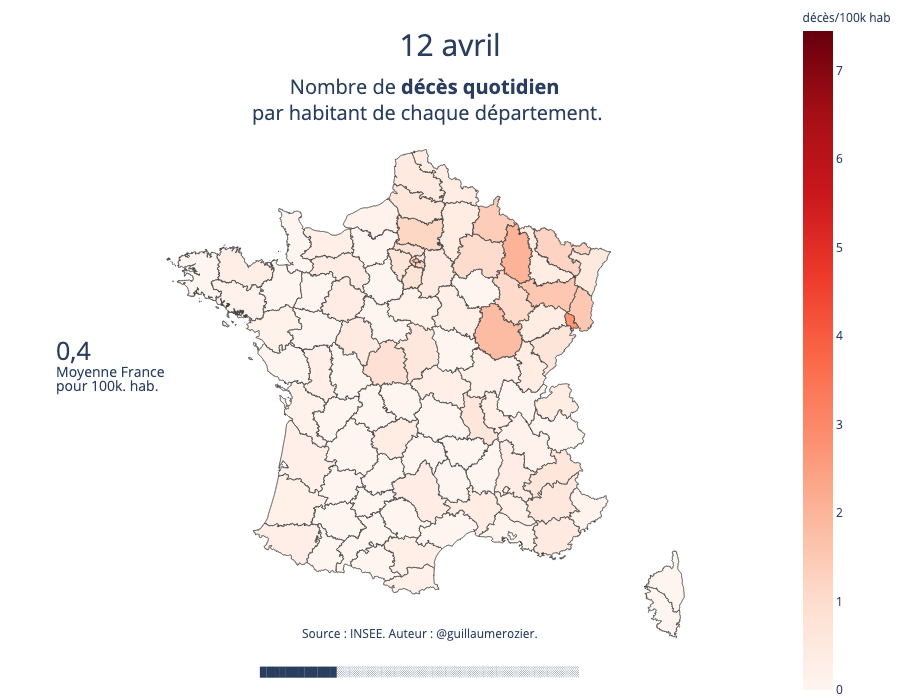 décès/100k hab
12 avril
Nombre de décès quotidien
par habitant de chaque département.
7
6
5
4
3
2
1
0
0,4
Moyenne France
pour 100k. hab.
Source : INSEE. Auteur : @guillaumerozier.